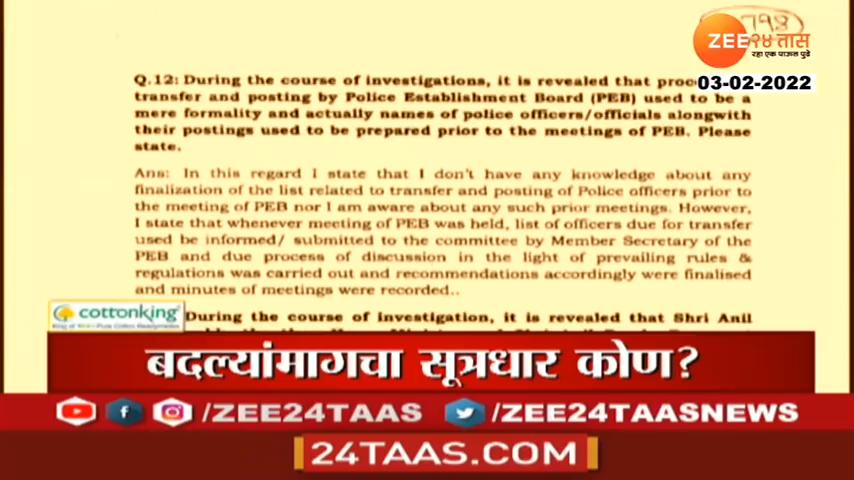 ७१४
ZEE २४ तास
रहा एक पाऊल पुढे
03-02-2022
Q.12: During the course of investigations, it is revealed that
transfer and posting by Police Establishment Board (PEB) used to be a
mere formality and actually names of police officers/officials alongwith
their postings used to be prepared prior to the meetings of PEB. Please
state.
Ans: In this regard I state that I don't have any knowledge about any
finalization of the list related to transfer and posting of Police officers prior to
the meeting of PEB nor I am aware about any such prior meetings. However,
I state that whenever meeting of PEB was held, list of officers due for transfer
used be informed/ submitted to the committee by Member Secretary of the
PEB and due process of discussion in the light of prevailing rules &
regulations was carried out and recommendations accordingly were finalised
and minutes of meetings were recorded..
During the course of investigation, it is revealed that Shri Anil
cottonking
बदल्यांमागचा सूत्रधार कोण?
/ZEE24TAAS /ZEE24TAASNEWS
24TAAS.COM